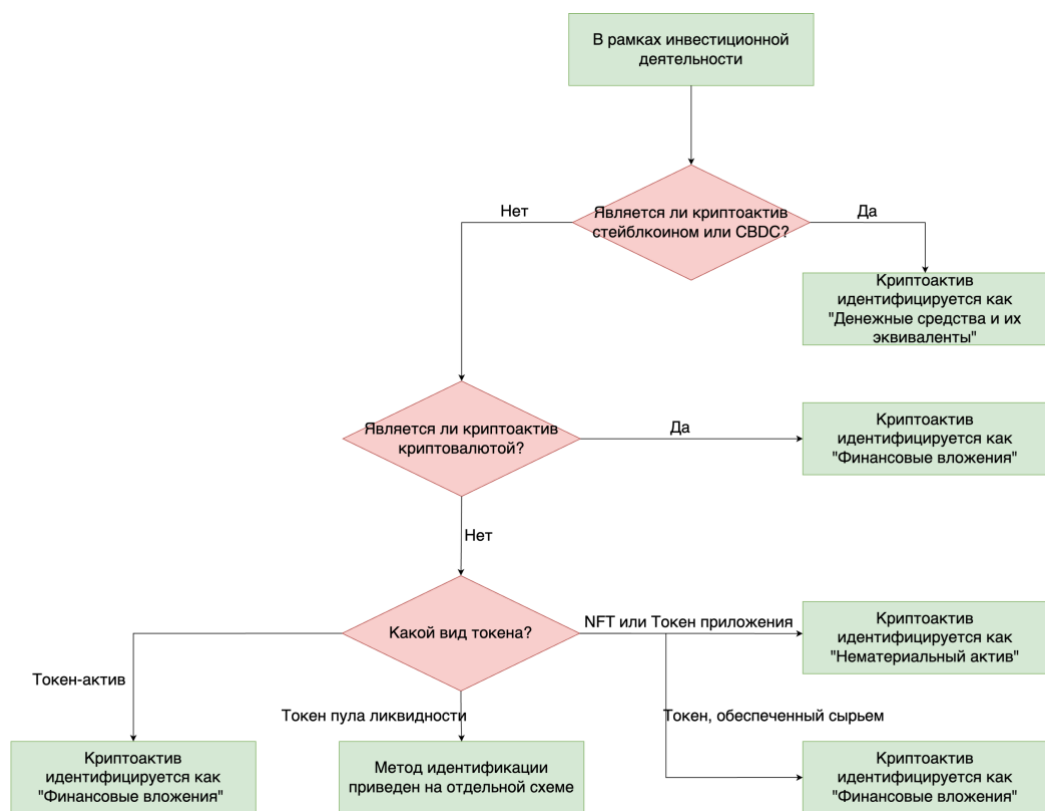 В рамках инвестиционной
деятельности
Нет
Является ли криптоактив
стейблкоином или CBDC?
Да
Криптоактив
идентифицируется как
"Денежные средства и их
эквиваленты"
Является ли криптоактив
криптовалютой?
Да
Криптоактив
идентифицируется как
"Финансовые вложения"
Нет
Какой вид токена?
NFT или Токен приложения
Криптоактив
идентифицируется как
"Нематериальный актив"
Токен-актив
Токен пула ликвидности
Токен, обеспеченный сырьем
Криптоактив
идентифицируется как
"Финансовые вложения"
Метод идентификации
приведен на отдельной схеме
Криптоактив
идентифицируется как
"Финансовые вложения"